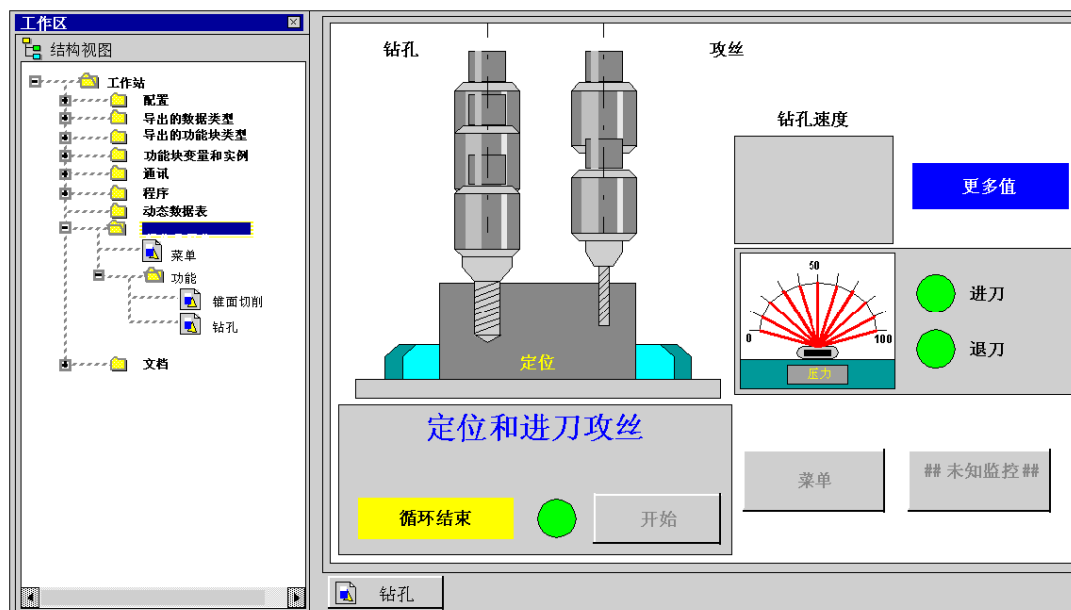 工作区
结构视图
工作站
配置
导出的数据类型
导出的功能块类型
功能块变量和实例
通讯
程序
动态数据表
菜单
功能
锥面切削
钻孔
文档
钻孔
攻丝
钻孔速度
更多值
50
0
100
压力
进刀
退刀
定位
定位和进刀攻丝
循环结束
开始
菜单
## 未知监控 ##
钻孔